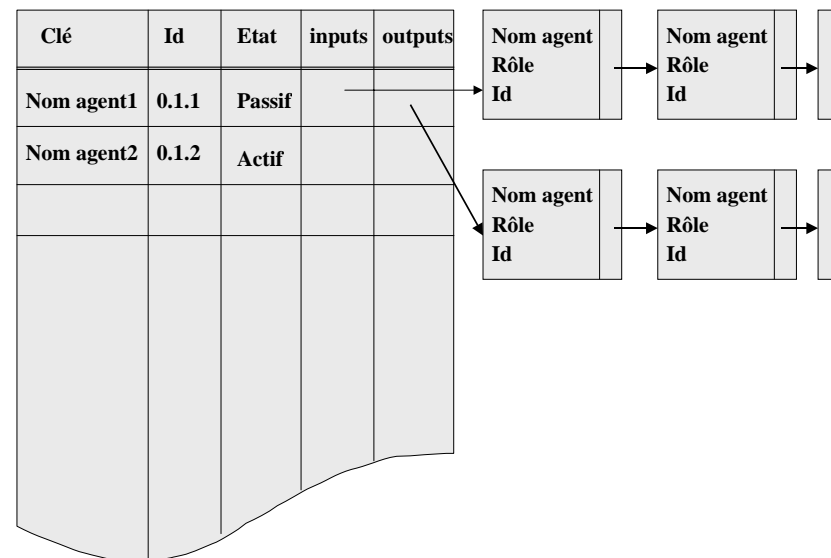 Clé Id Etat inputs outputs
Nom agent1 0.1.1 Passif
Nom agent2 0.1.2 Actif
Nom agent
Rôle
Id
Nom agent
Rôle
Id
Nom agent
Rôle
Id
Nom agent
Rôle
Id